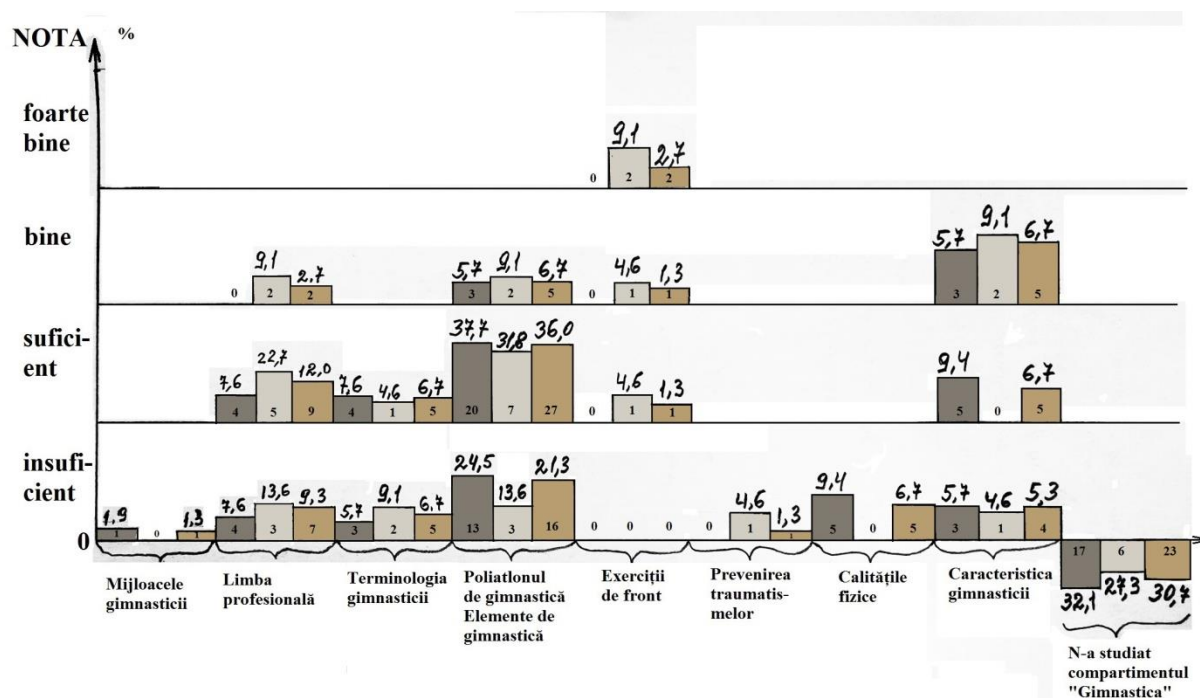 NOTA %
foarte
bine
9,1 2,7
0 2 2
bine
9,1 2,7 5,7 9,1 6,7 4,6 1,3 5,7 9,1 6,7
0 2 2 3 2 5 0 1 1 3 2 5
sufici-
ent
7,6 22,7 12,0 7,6 4,6 6,7 37,7 31,8 36,0 4,6 1,3 9,4 6,7
4 5 9 4 1 5 20 7 27 0 1 1 5 0 5
insufi-
cient
1,9 1,3 7,6 13,6 9,3 5,7 9,1 6,7 24,5 13,6 21,3 4,6 1,3 9,4 6,7 5,7 4,6 5,3
1 0 1 4 3 7 3 2 5 13 3 16 0 0 0 0 1 1 5 0 5 3 1 4
0
17 6 23
32,1 27,3 30,7
Mijloacele
gimnasticii
Limba
profesională
Terminologia
gimnasticii
Poliatlonul
de gimnastică
Elemente de
gimnastică
Exerciții
de front
Prevenirea
traumatis-
melor
Calitățile
fizice
Caracteristica
gimnasticii
N-a studiat
compartimentul
"Gimnastica"